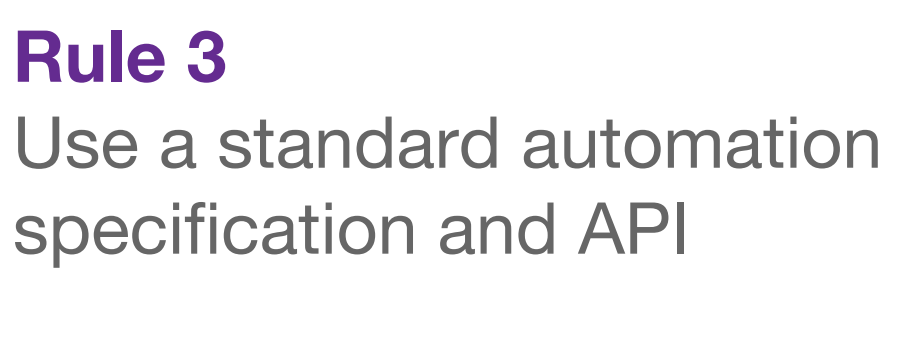 Rule 3
Use a standard automation
specification and API